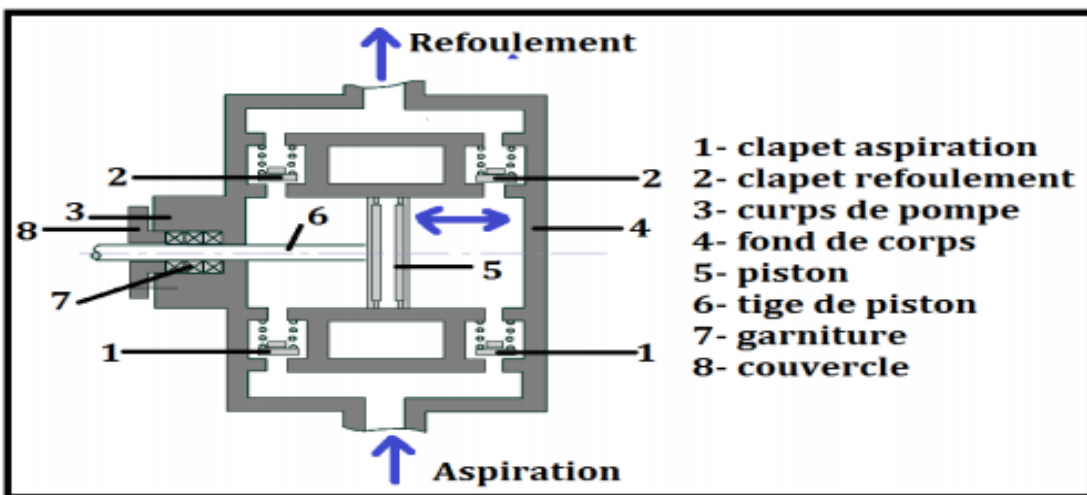 Refoulement
2
2
3
8
6
4
5
7
1
1
Aspiration
1- clapet aspiration
2- clapet refoulement
3- curps de pompe
4- fond de corps
5- piston
6- tige de piston
7- garniture
8- couvercle